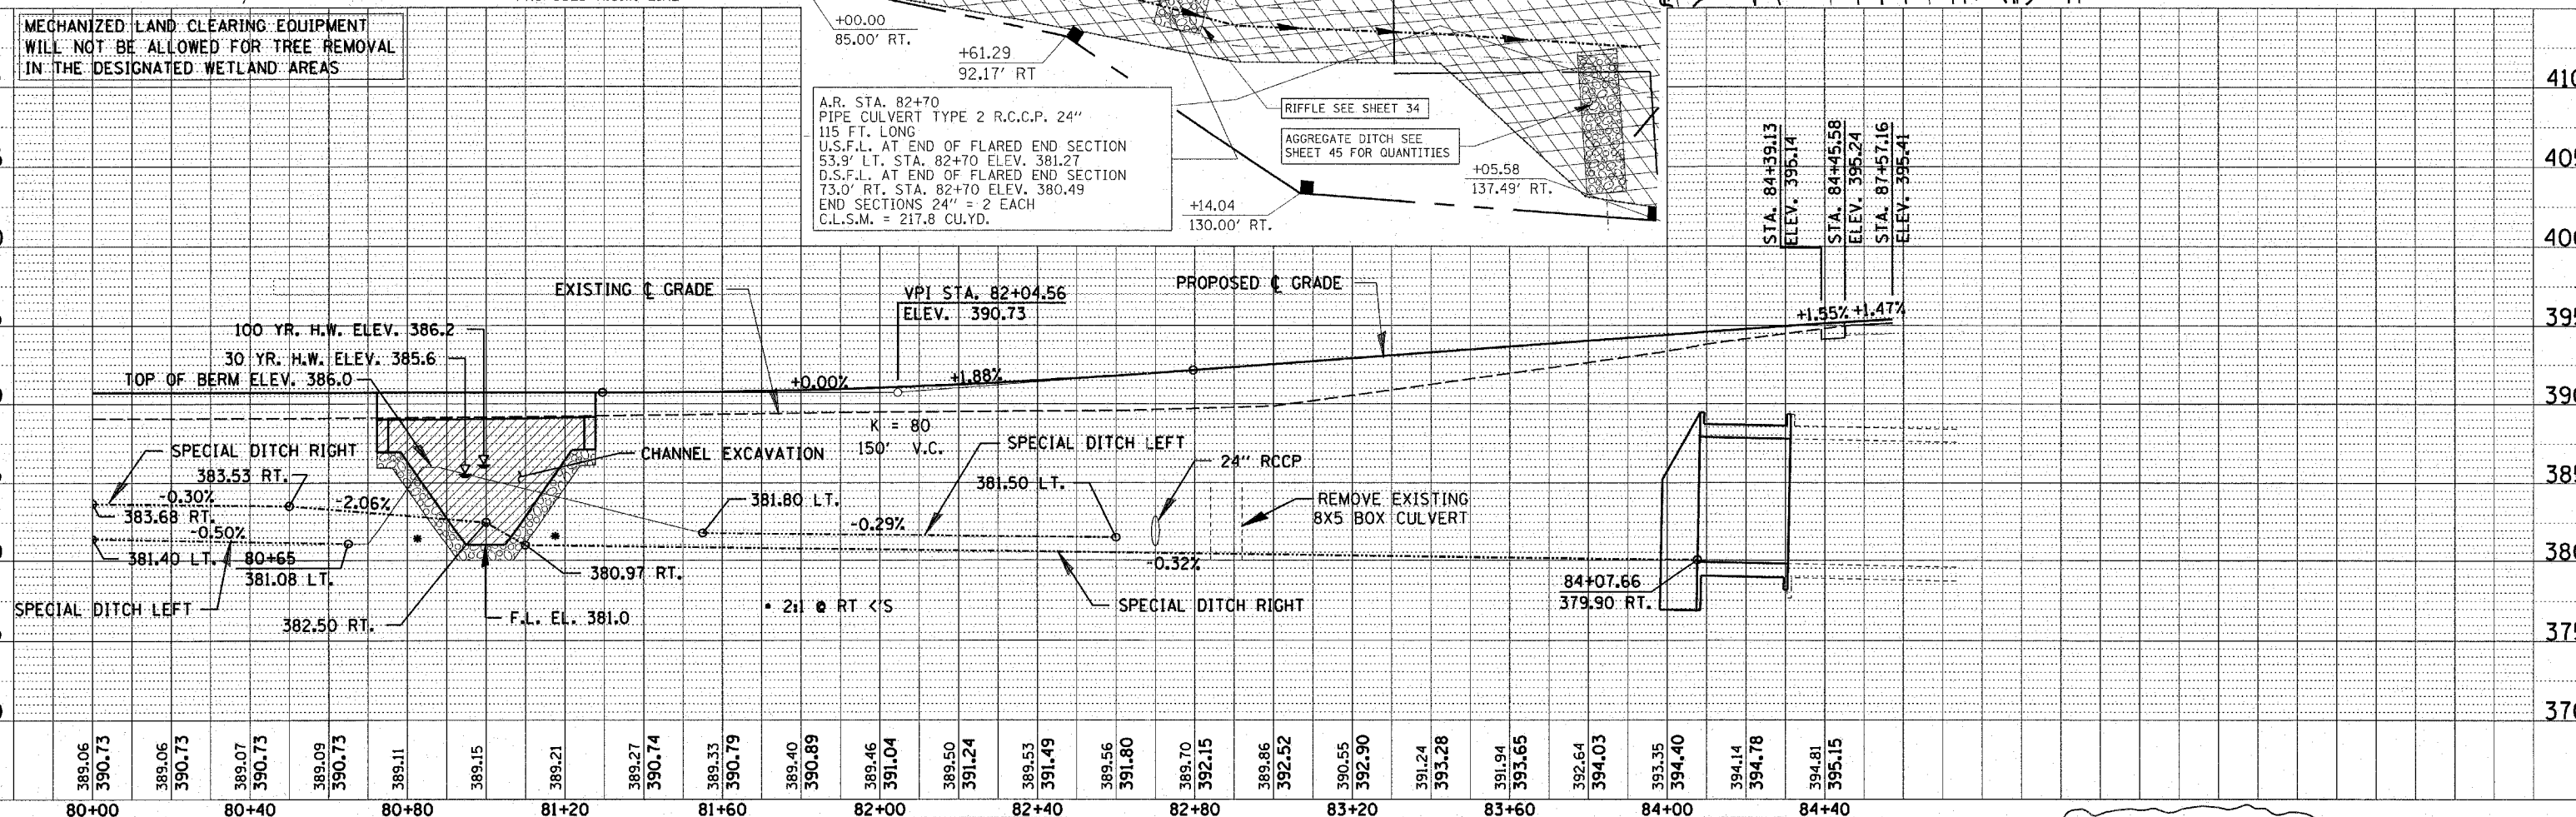 MECHANIZED LAND CLEARING EQUIPMENT
WILL NOT BE ALLOWED FOR TREE REMOVAL
IN THE DESIGNATED WETLAND AREAS
+00.00
85.00' RT.
+61.29
92.17' RT
A.R. STA. 82+70
PIPE CULVERT TYPE 2 R.C.C.P. 24"
115 FT. LONG
U.S.F.L. AT END OF FLARED END SECTION
53.9' LT. STA. 82+70 ELEV. 381.27
D.S.F.L. AT END OF FLARED END SECTION
73.0' RT. STA. 82+70 ELEV. 380.49
END SECTIONS 24" = 2 EACH
C.L.S.M. = 217.8 CU.YD.
RIFFLE SEE SHEET 34
AGGREGATE DITCH SEE
SHEET 45 FOR QUANTITIES
+05.58
137.49' RT.
+14.04
130.00' RT.
STA. 84+39.13
ELEV. 395.14
STA. 84+45.58
ELEV. 395.24
STA. 87+57.16
ELEV. 395.41
EXISTING ℄ GRADE
VPI STA. 82+04.56
ELEV. 390.73
PROPOSED ℄ GRADE
+1.55% +1.47%
100 YR. H.W. ELEV. 386.2
30 YR. H.W. ELEV. 385.6
TOP OF BERM ELEV. 386.0
+0.00%
+1.88%
K = 80
150' V.C.
SPECIAL DITCH RIGHT
383.53 RT.
-0.30%
383.68 RT.
-2.06%
-0.50%
381.40 LT.
80+65
381.08 LT.
SPECIAL DITCH LEFT
382.50 RT.
F.L. EL. 381.0
CHANNEL EXCAVATION
381.80 LT.
380.97 RT.
* *
* 2:1 @ RT <'S
SPECIAL DITCH LEFT
-0.29%
381.50 LT.
24" RCCP
REMOVE EXISTING
8X5 BOX CULVERT
-0.32%
SPECIAL DITCH RIGHT
84+07.66
379.90 RT.
389.06 389.06 389.07 389.09 389.11 389.15 389.21 389.27 389.33 389.40 389.46 389.50 389.53 389.56 389.70 389.86 390.55 391.24 391.94 392.64 393.35 394.14 394.81
390.73 390.73 390.73 390.73 390.74 390.79 390.89 391.04 391.24 391.49 391.80 392.15 392.52 392.90 393.28 393.65 394.03 394.40 394.78 395.15
80+00 80+40 80+80 81+20 81+60 82+00 82+40 82+80 83+20 83+60 84+00 84+40